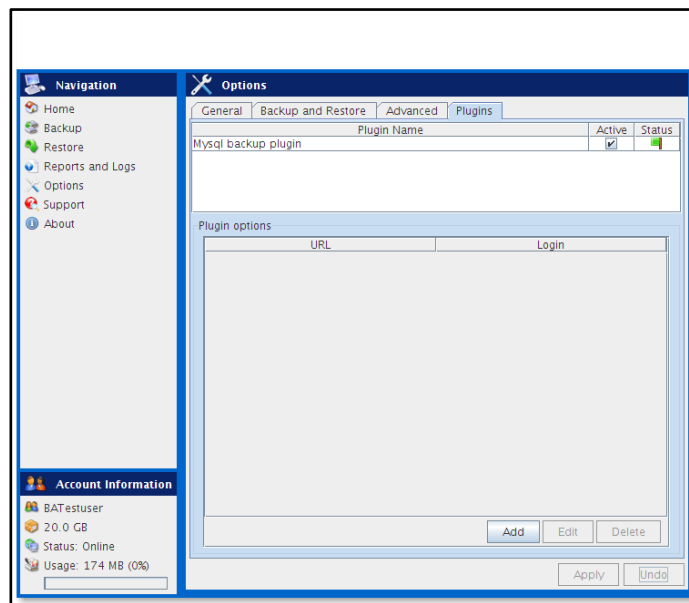 Navigation
Home
Backup
Restore
Reports and Logs
Options
Support
About
Options
General Backup and Restore Advanced Plugins
Plugin Name Active Status
Mysql backup plugin
Plugin options
URL Login
Add Edit Delete
Apply Undo
Account Information
BATestuser
20.0 GB
Status: Online
Usage: 174 MB (0%)